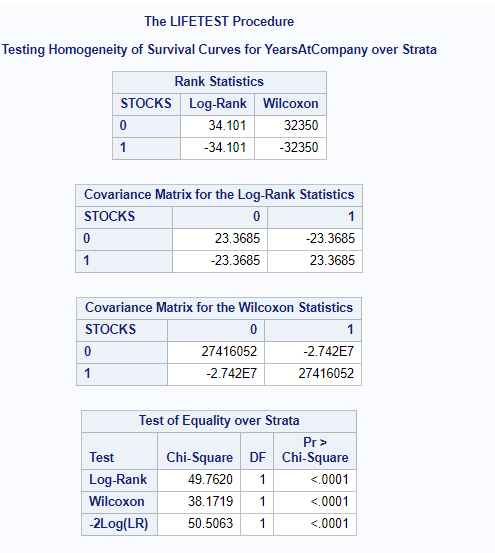 The LIFETEST Procedure
Testing Homogeneity of Survival Curves for YearsAtCompany over Strata
Rank Statistics
STOCKS Log-Rank Wilcoxon
0 34.101 32350
1 -34.101 -32350
Covariance Matrix for the Log-Rank Statistics
STOCKS 0 1
0 23.3685 -23.3685
1 -23.3685 23.3685
Covariance Matrix for the Wilcoxon Statistics
STOCKS 0 1
0 27416052 -2.742E7
1 -2.742E7 27416052
Test of Equality over Strata
Test Chi-Square DF Pr >
Chi-Square
Log-Rank 49.7620 1 <.0001
Wilcoxon 38.1719 1 <.0001
-2Log(LR) 50.5063 1 <.0001